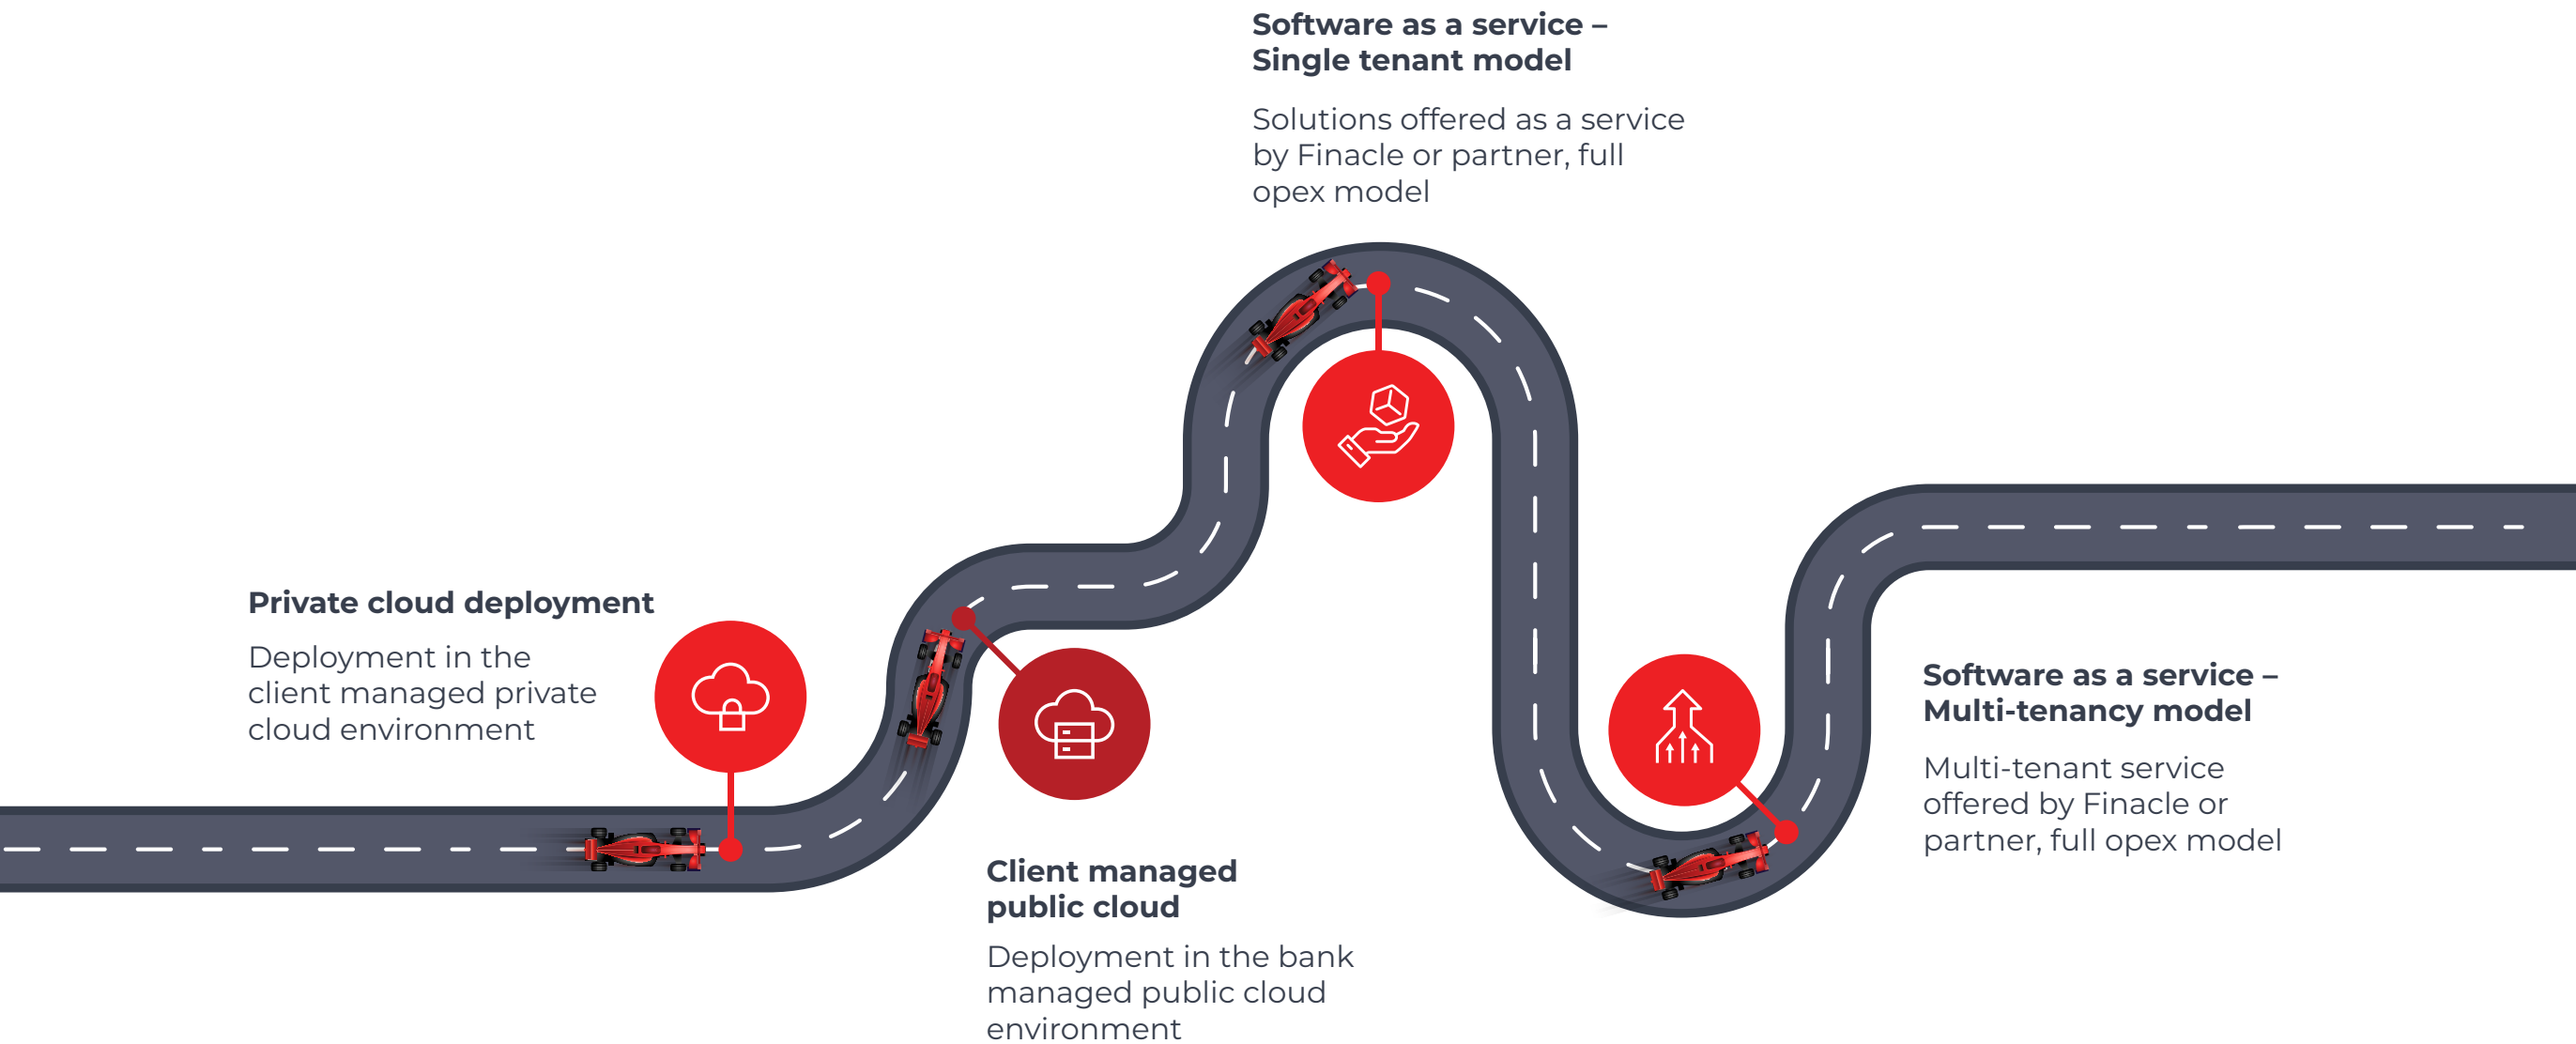 Private cloud deployment
Deployment in the
client managed private
cloud environment
Client managed
public cloud
Deployment in the bank
managed public cloud
environment
Software as a service –
Single tenant model
Solutions offered as a service
by Finacle or partner, full
opex model
Software as a service –
Multi-tenancy model
Multi-tenant service
offered by Finacle or
partner, full opex model